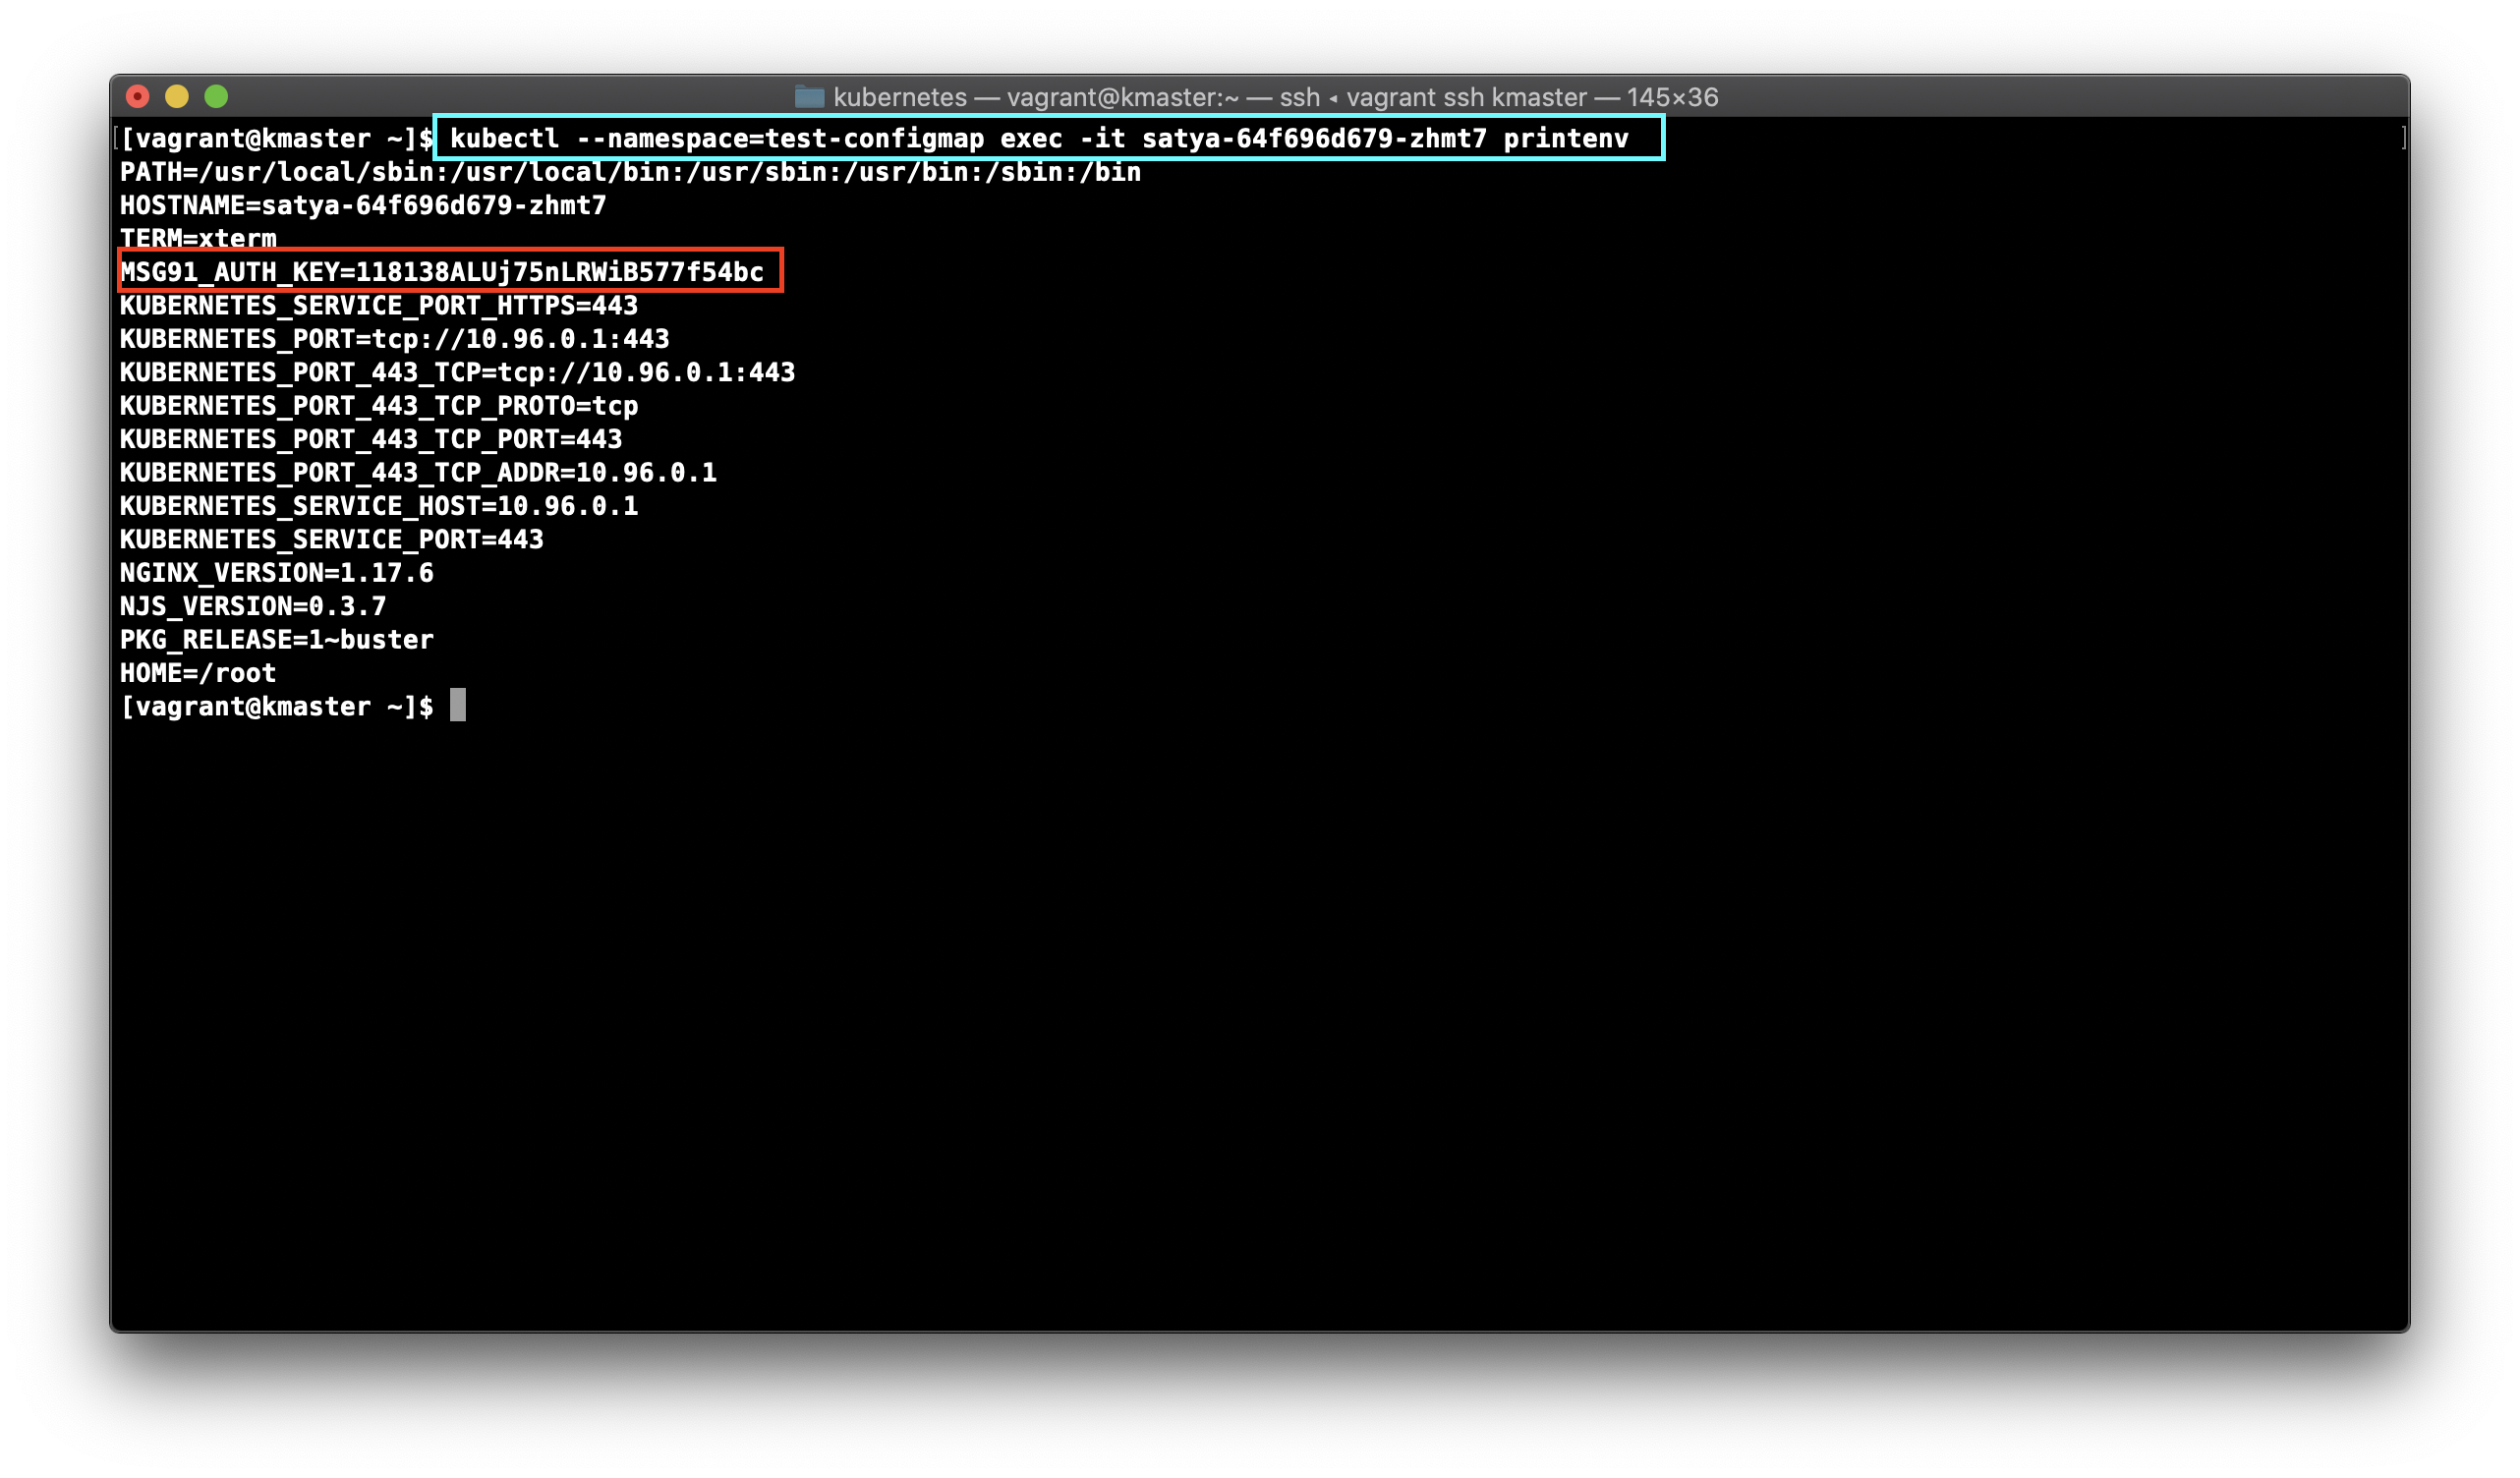 kubernetes — vagrant@kmaster:~ — ssh ◂ vagrant ssh kmaster — 145×36
[vagrant@kmaster ~]$ kubectl --namespace=test-configmap exec -it satya-64f696d679-zhmt7 printenv
PATH=/usr/local/sbin:/usr/local/bin:/usr/sbin:/usr/bin:/sbin:/bin
HOSTNAME=satya-64f696d679-zhmt7
TERM=xterm
MSG91_AUTH_KEY=118138ALUj75nLRWiB577f54bc
KUBERNETES_SERVICE_PORT_HTTPS=443
KUBERNETES_PORT=tcp://10.96.0.1:443
KUBERNETES_PORT_443_TCP=tcp://10.96.0.1:443
KUBERNETES_PORT_443_TCP_PROTO=tcp
KUBERNETES_PORT_443_TCP_PORT=443
KUBERNETES_PORT_443_TCP_ADDR=10.96.0.1
KUBERNETES_SERVICE_HOST=10.96.0.1
KUBERNETES_SERVICE_PORT=443
NGINX_VERSION=1.17.6
NJS_VERSION=0.3.7
PKG_RELEASE=1~buster
HOME=/root
[vagrant@kmaster ~]$